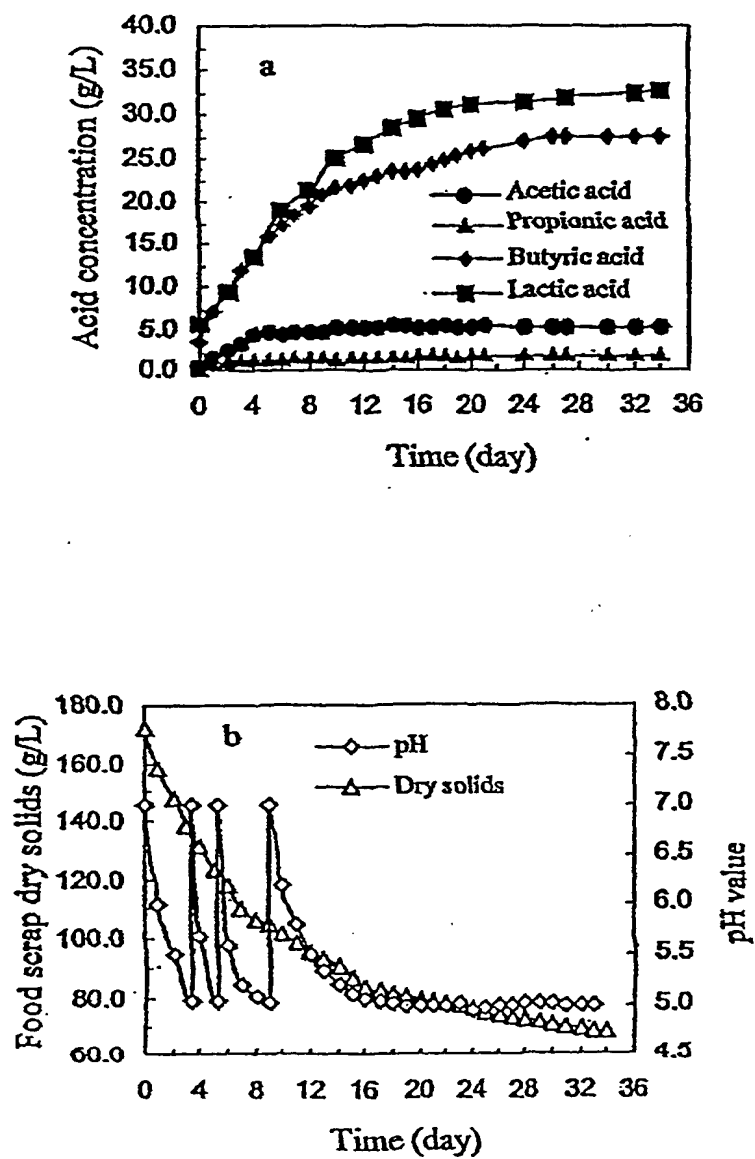 a
Acid concentration (g/L)
40.0
35.0
30.0
25.0
20.0
15.0
10.0
5.0
0.0
Acetic acid
Propionic acid
Butyric acid
Lactic acid
0 4 8 12 16 20 24 28 32 36
Time (day)
b
Food scrap dry solids (g/L)
180.0
160.0
140.0
120.0
100.0
80.0
60.0
pH
Dry solids
8.0
7.5
7.0
6.5
6.0
5.5
5.0
4.5
pH value
0 4 8 12 16 20 24 28 32 36
Time (day)